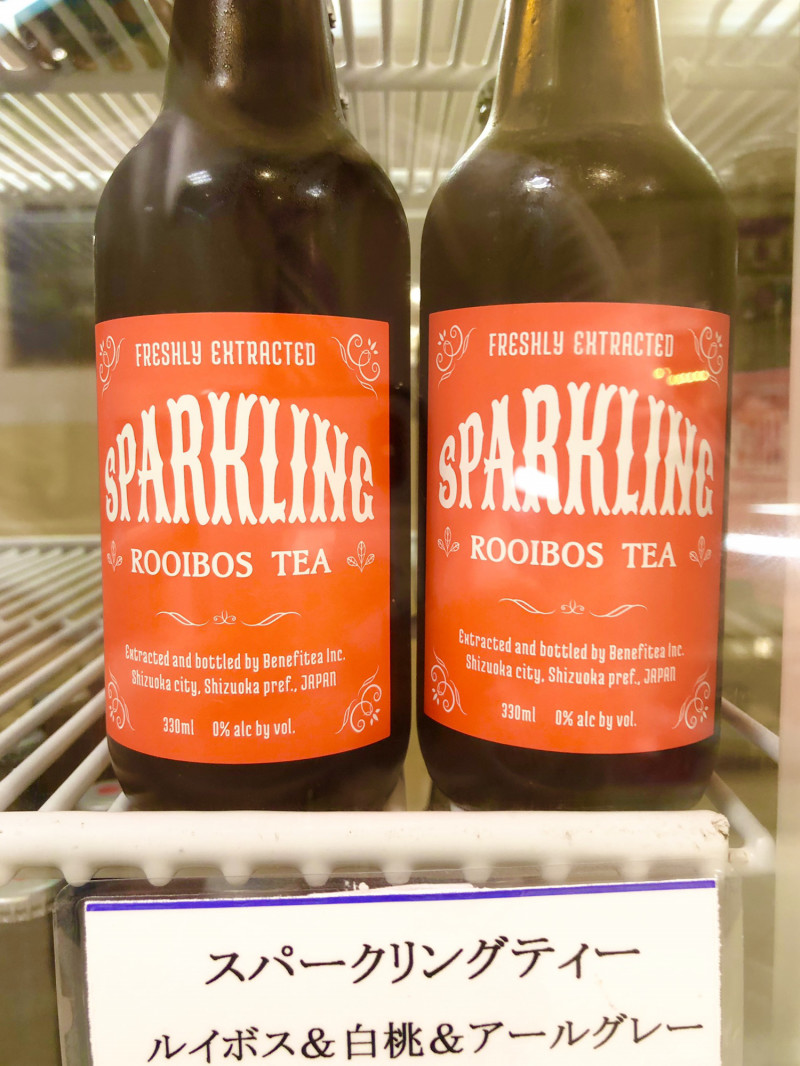 FRESHLY EXTRACTED
SPARKLING
ROOIBOS TEA
Extracted and bottled by Benefitea Inc.
Shizuoka city, Shizuoka pref., JAPAN
330ml 0% alc by vol.
FRESHLY EXTRACTED
SPARKLING
ROOIBOS TEA
Extracted and bottled by Benefitea Inc.
Shizuoka city, Shizuoka pref., JAPAN
330ml 0% alc by vol.
スパークリングティー
ルイボス&白桃&アールグレー